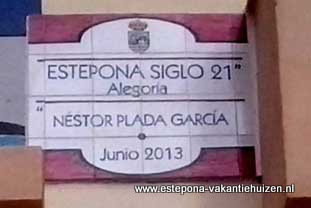 "ESTEPONA SIGLO 21"
Alegoria
"NÉSTOR PLADA GARCÍA
Junio 2013
www.estepona-vakantiehuizen.nl